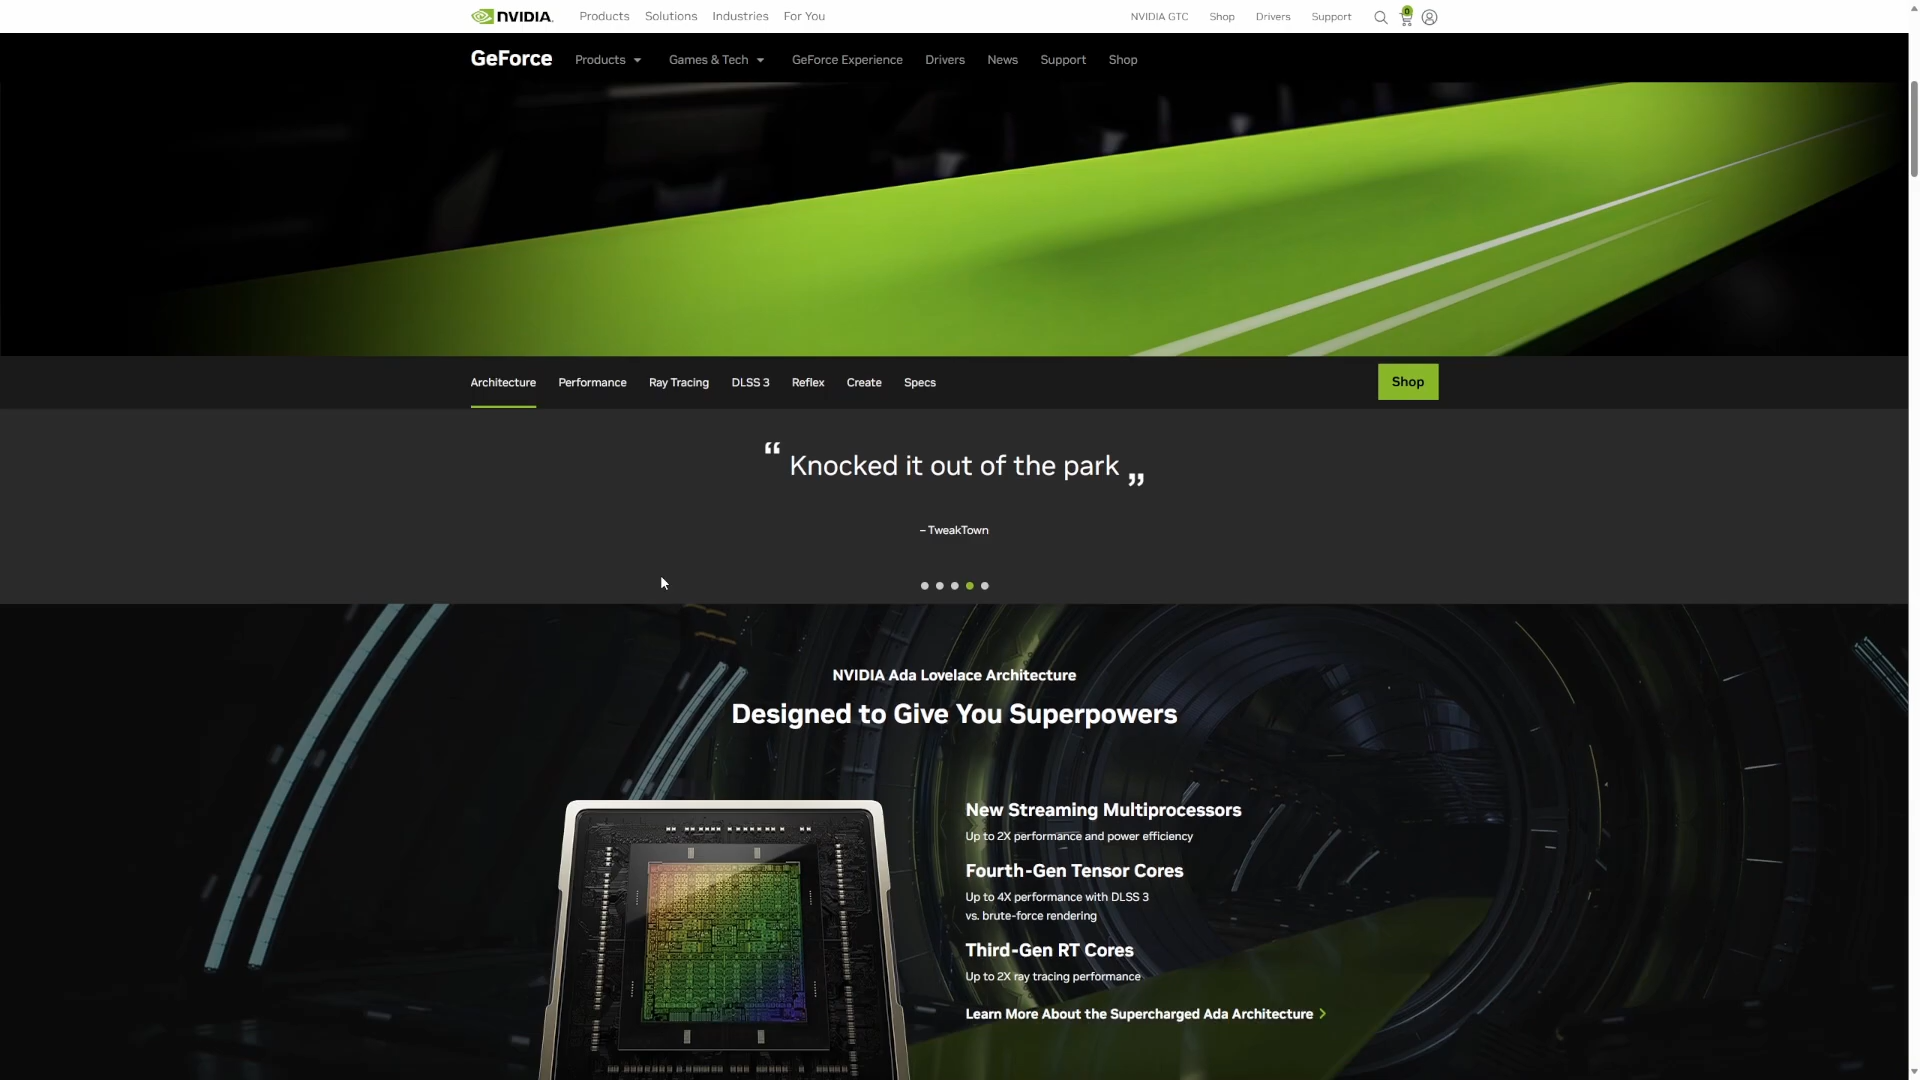 NVIDIA.
Products
Solutions
Industries
For You
NVIDIA GTC
Shop
Drivers
Support
0
GeForce
Products
Games & Tech
GeForce Experience
Drivers
News
Support
Shop
Architecture
Performance
Ray Tracing
DLSS 3
Reflex
Create
Specs
Shop
“ Knocked it out of the park „
– TweakTown
NVIDIA Ada Lovelace Architecture
Designed to Give You Superpowers
New Streaming Multiprocessors
Up to 2X performance and power efficiency
Fourth-Gen Tensor Cores
Up to 4X performance with DLSS 3
vs. brute-force rendering
Third-Gen RT Cores
Up to 2X ray tracing performance
Learn More About the Supercharged Ada Architecture